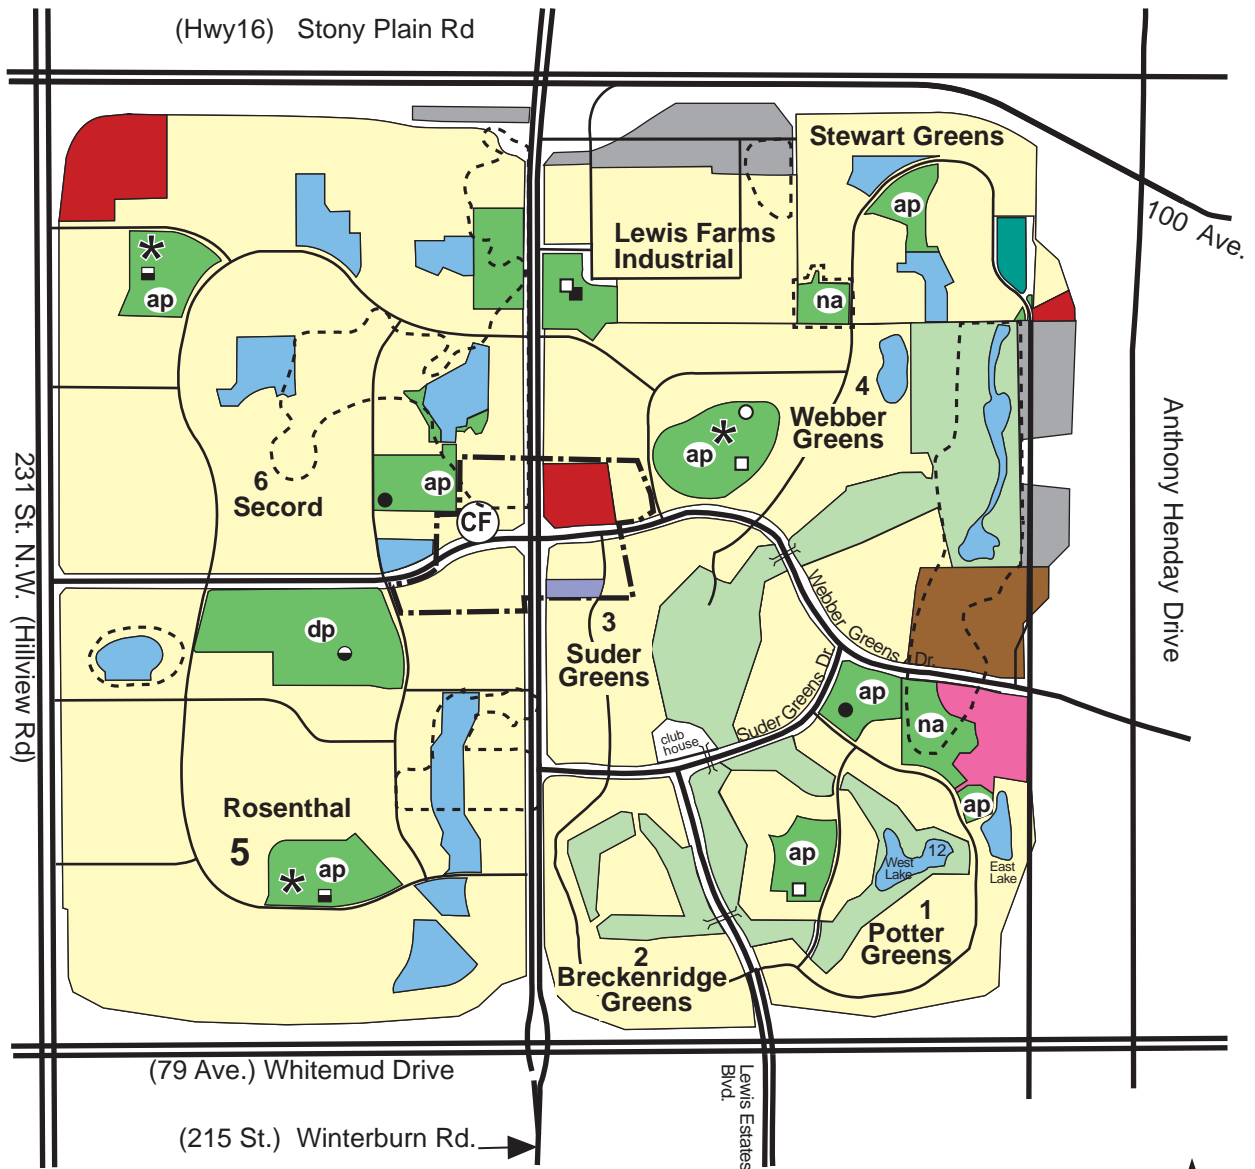 (Hwy16) Stony Plain Rd
Stewart Greens
100 Ave.
ap
Lewis Farms
Industrial
ap
na
4
Webber
Greens
ap
6
Secord
ap
CF
231 St. N.W. (Hillview Rd)
Anthony Henday Drive
Webber Greens Dr.
3
Suder
Greens
dp
Suder Greens Dr.
ap
na
club
house
Rosenthal
5
ap
ap
ap
West
Lake
12
East
Lake
1
Potter
Greens
2
Breckenridge
Greens
(79 Ave.) Whitemud Drive
Lewis Estates
Blvd.
(215 St.) Winterburn Rd.